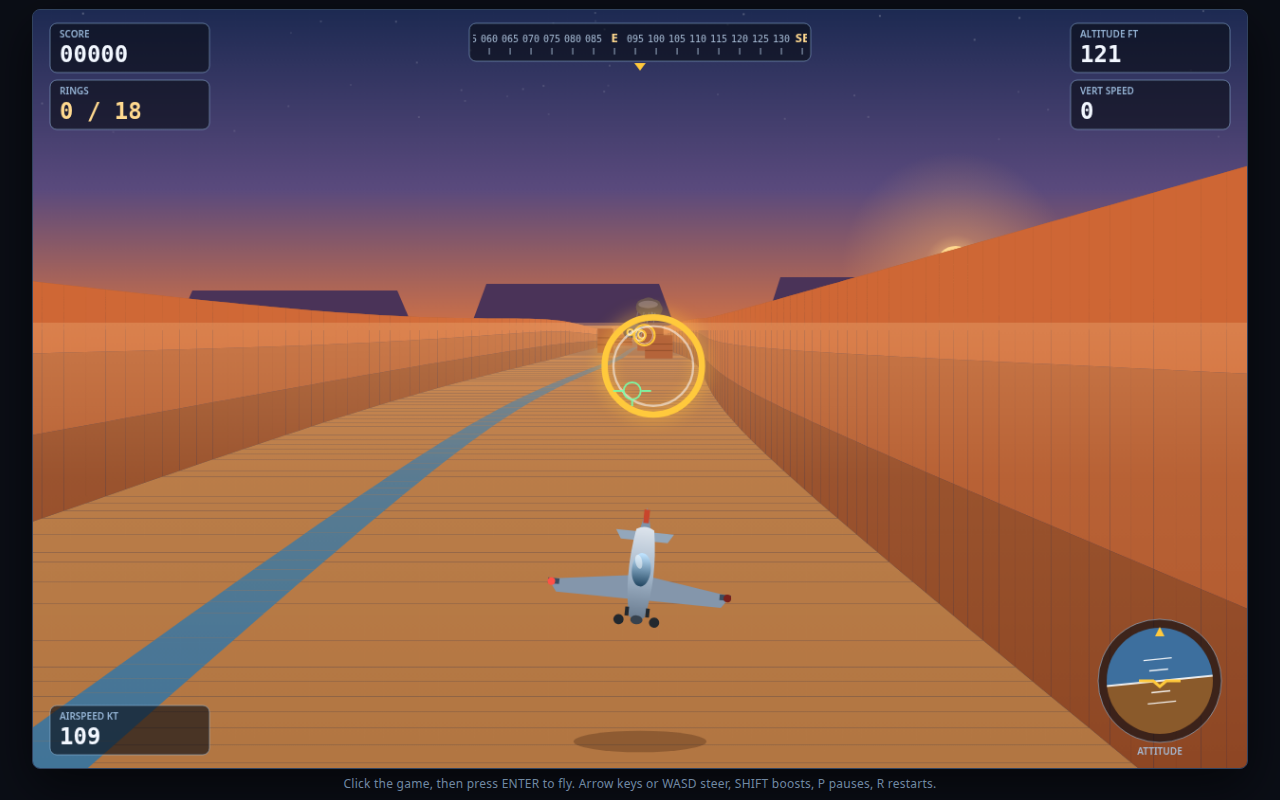 SCORE
00000
RINGS
0 / 18
060 065 070 075 080 085 E 095 100 105 110 115 120 125 130 SE
ALTITUDE FT
121
VERT SPEED
0
AIRSPEED KT
109
ATTITUDE
Click the game, then press ENTER to fly. Arrow keys or WASD steer, SHIFT boosts, P pauses, R restarts.